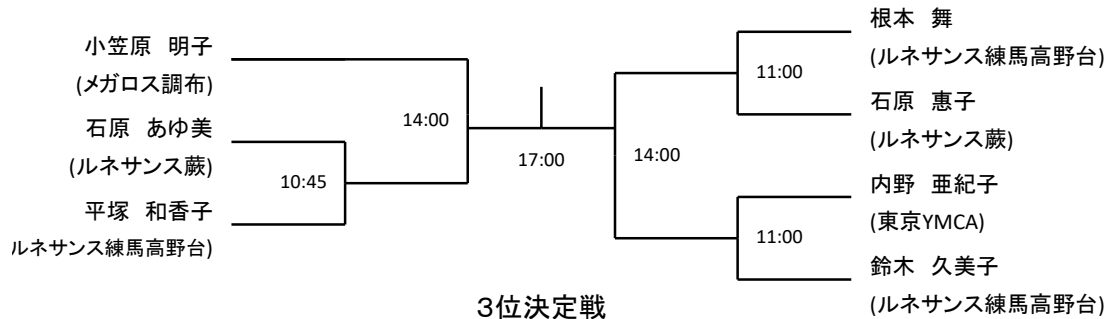 小笠原 明子
(メガロス調布)
石原 あゆ美
(ルネサンス蕨)
平塚 和香子
ルネサンス練馬高野台)
14:00
10:45
17:00
14:00
11:00
11:00
根本 舞
(ルネサンス練馬高野台)
石原 惠子
(ルネサンス蕨)
内野 亜紀子
(東京YMCA)
鈴木 久美子
(ルネサンス練馬高野台)
3位決定戦